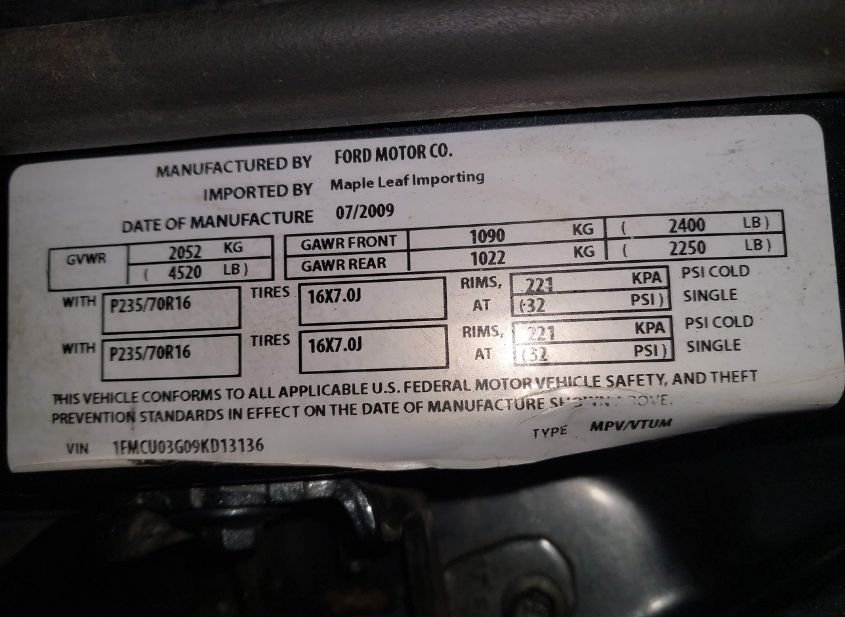 MANUFACTURED BY FORD MOTOR CO.
IMPORTED BY Maple Leaf Importing
DATE OF MANUFACTURE 07/2009
GVWR 2052 KG
( 4520 LB )
GAWR FRONT 1090 KG ( 2400 LB )
GAWR REAR 1022 KG ( 2250 LB )
WITH P235/70R16 TIRES 16X7.0J RIMS, 221 KPA PSI COLD
AT (32 PSI ) SINGLE
WITH P235/70R16 TIRES 16X7.0J RIMS, 221 KPA PSI COLD
AT (32 PSI ) SINGLE
THIS VEHICLE CONFORMS TO ALL APPLICABLE U.S. FEDERAL MOTOR VEHICLE SAFETY, AND THEFT
PREVENTION STANDARDS IN EFFECT ON THE DATE OF MANUFACTURE SHOWN ABOVE.
VIN 1FMCU03G09KD13136 TYPE MPV/VTUM